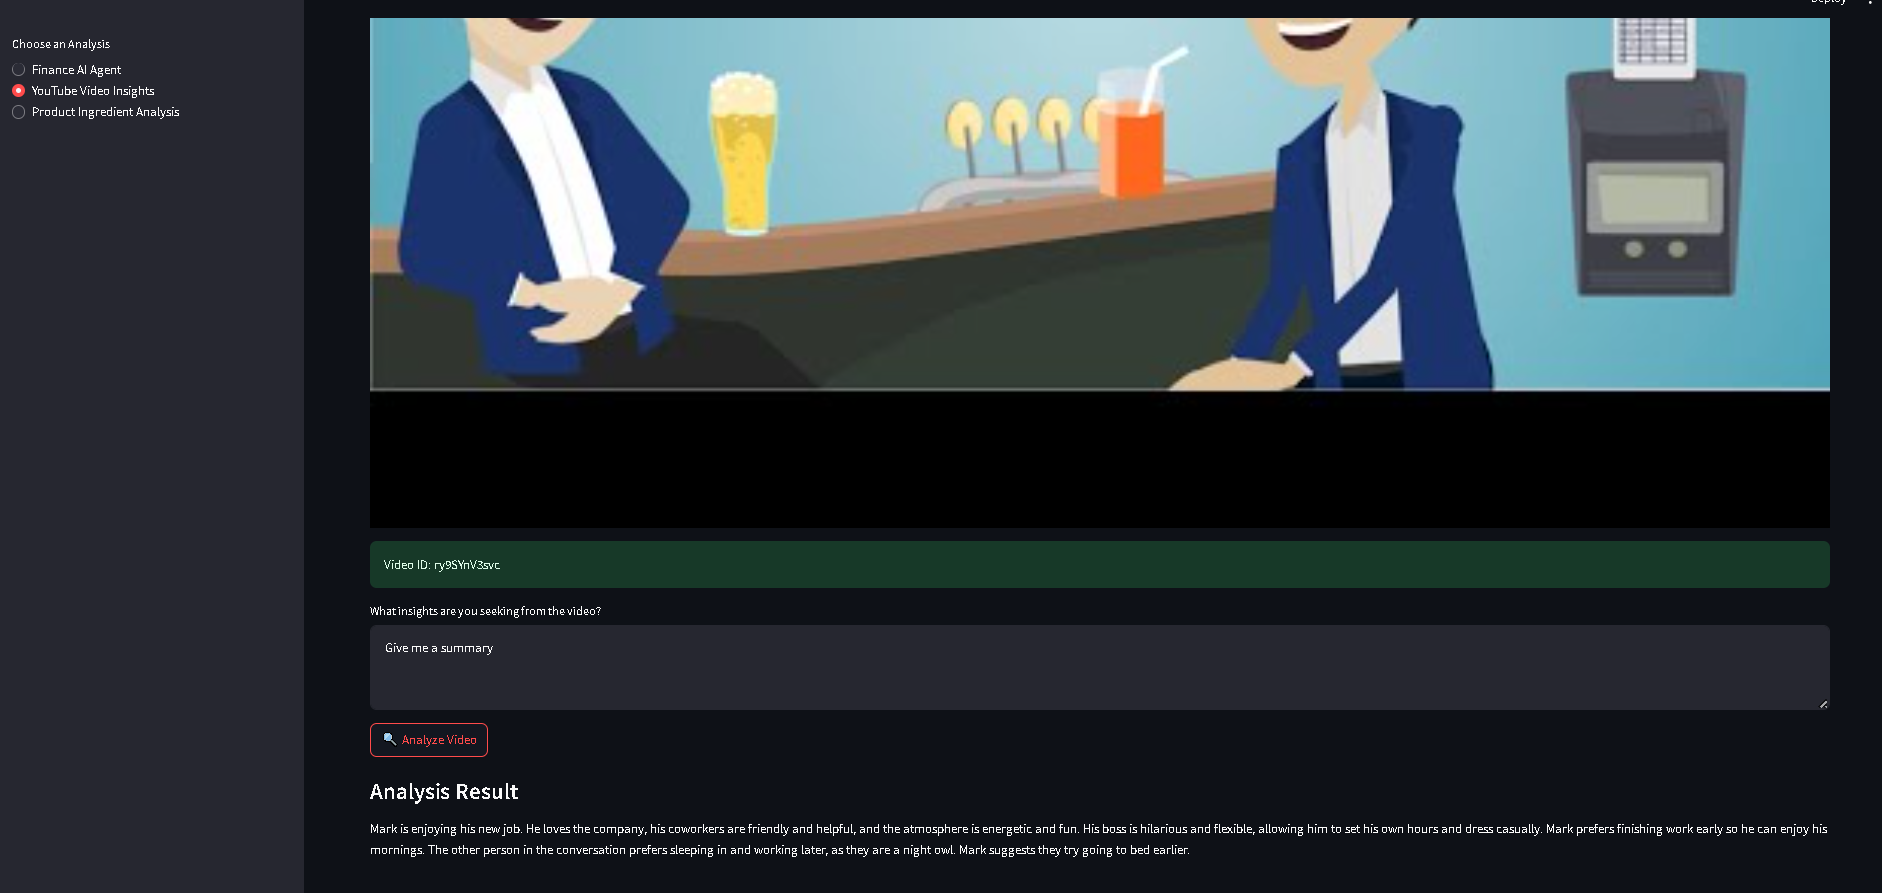 Deploy
Choose an Analysis
Finance AI Agent
YouTube Video Insights
Product Ingredient Analysis
Video ID: ry9SYnV3svc
What insights are you seeking from the video?
Give me a summary
Analyze Video
Analysis Result
Mark is enjoying his new job. He loves the company, his coworkers are friendly and helpful, and the atmosphere is energetic and fun. His boss is hilarious and flexible, allowing him to set his own hours and dress casually. Mark prefers finishing work early so he can enjoy his
mornings. The other person in the conversation prefers sleeping in and working later, as they are a night owl. Mark suggests they try going to bed earlier.